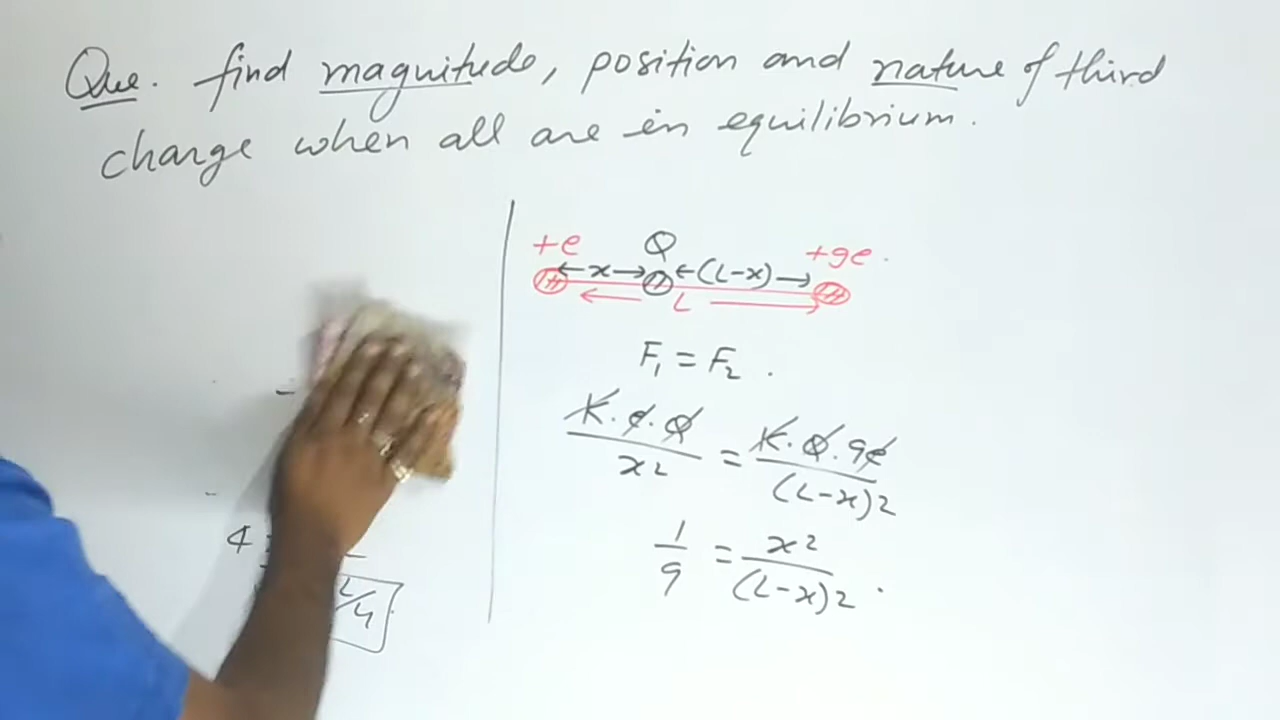 Que. find magnitude, position and nature of third
charge when all are in equilibrium.
+e Q +9e.
x (L-x)
L
F₁ = F₂ .
K.e.Q/x² = K.Q.9e/(L-x)²
1/9 = x²/(L-x)² .
4
L/4